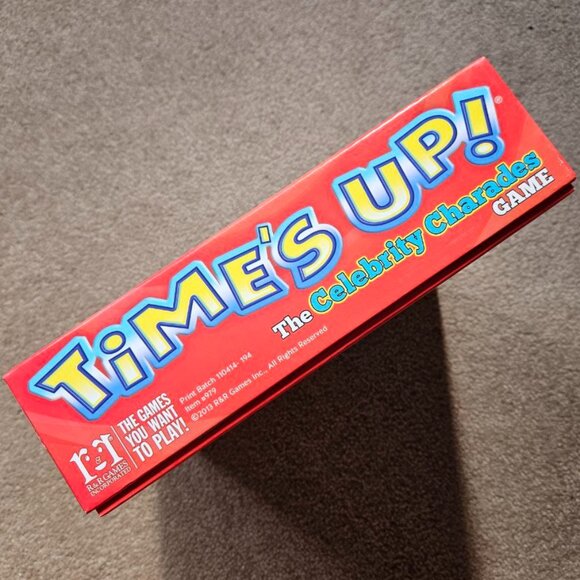 TiME'S UP!®
The Celebrity Charades
GAME
r&r
R&R GAMES
INCORPORATED
THE GAMES
YOU WANT
TO PLAY!
Print Batch 110414- 194
Item #979
©2013 R&R Games Inc., All Rights Reserved